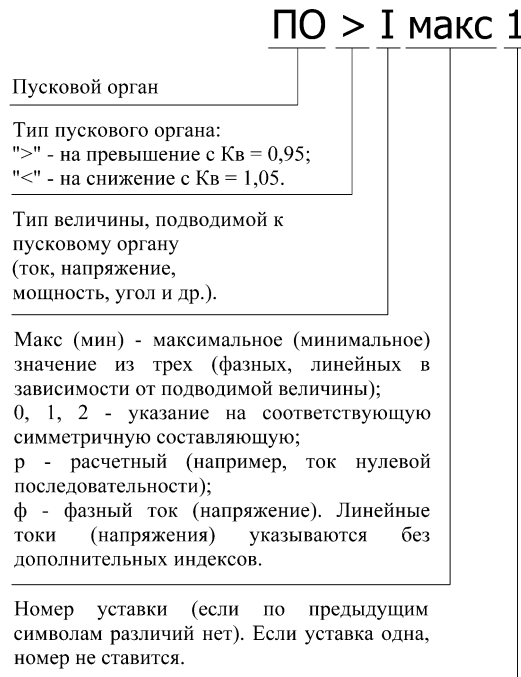 ПО > I макс 1
Пусковой орган
Тип пускового органа:
">" - на превышение с Кв = 0,95;
"<" - на снижение с Кв = 1,05.
Тип величины, подводимой к
пусковому органу
(ток, напряжение,
мощность, угол и др.).
Макс (мин) - максимальное (минимальное)
значение из трех (фазных, линейных в
зависимости от подводимой величины);
0, 1, 2 - указание на соответствующую
симметричную составляющую;
р - расчетный (например, ток нулевой
последовательности);
ф - фазный ток (напряжение). Линейные
токи (напряжения) указываются без
дополнительных индексов.
Номер уставки (если по предыдущим
символам различий нет). Если уставка одна,
номер не ставится.